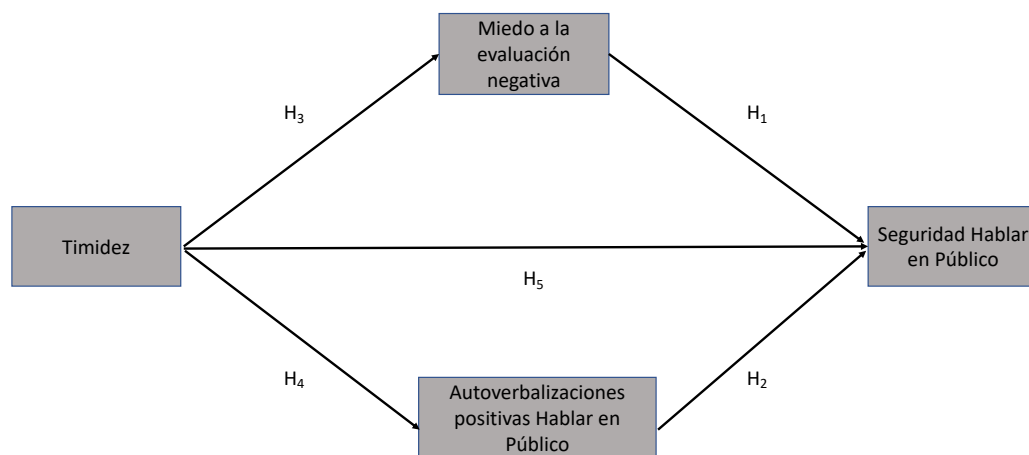 Miedo a la
evaluación
negativa
H₃
H₁
Timidez
Seguridad Hablar
en Público
H₅
H₄
H₂
Autoverbalizaciones
positivas Hablar en
Público